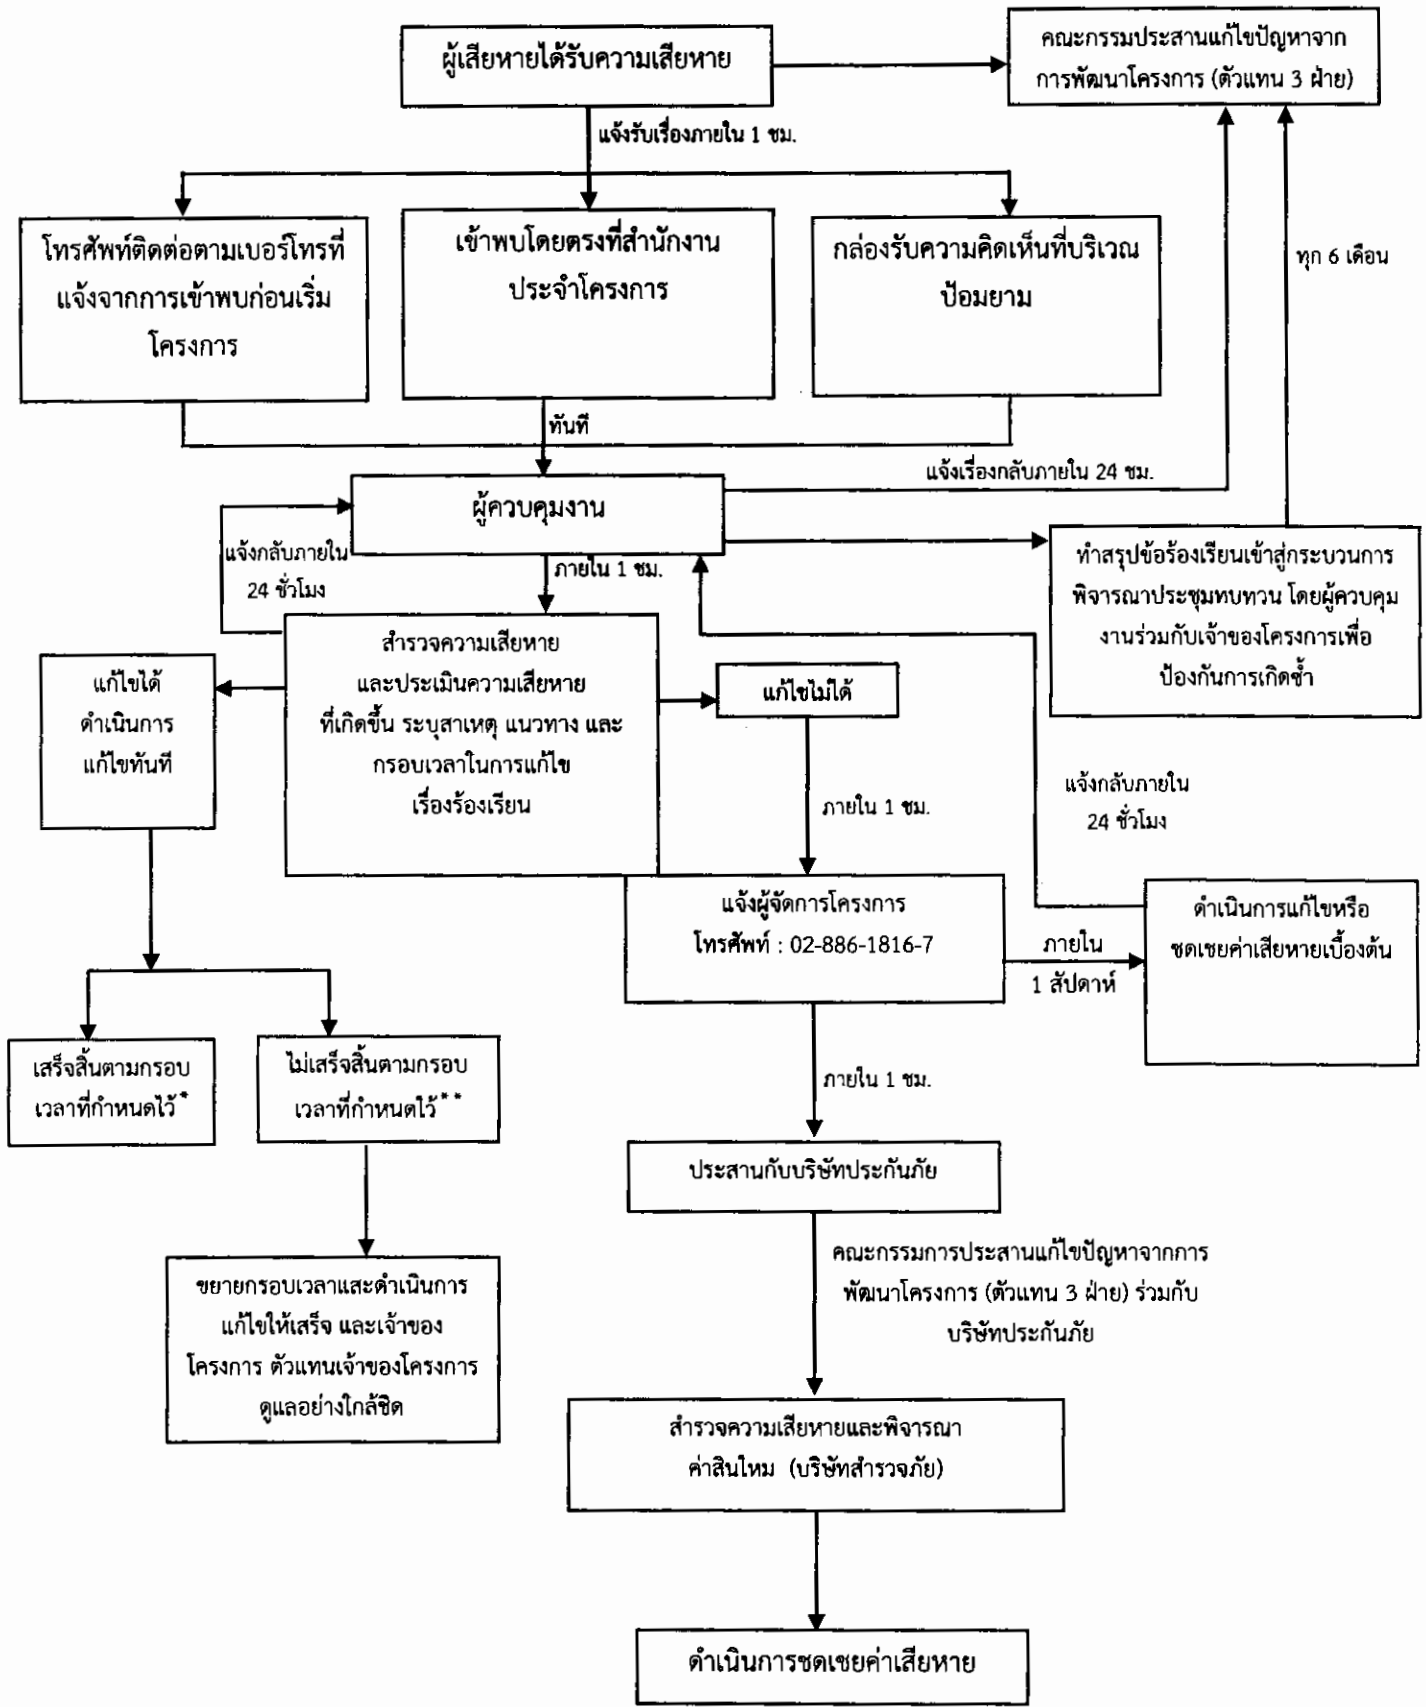 ผู้เสียหายได้รับความเสียหาย
คณะกรรมประสานแก้ไขปัญหาจาก
การพัฒนาโครงการ (ตัวแทน 3 ฝ่าย)
แจ้งรับเรื่องภายใน 1 ชม.
โทรศัพท์ติดต่อตามเบอร์โทรที่
แจ้งจากการเข้าพบก่อนเริ่ม
โครงการ
เข้าพบโดยตรงที่สำนักงาน
ประจำโครงการ
กล่องรับความคิดเห็นที่บริเวณ
ป้อมยาม
ทุก 6 เดือน
ทันที
แจ้งเรื่องกลับภายใน 24 ชม.
ผู้ควบคุมงาน
แจ้งกลับภายใน
24 ชั่วโมง
ภายใน 1 ชม.
ทำสรุปข้อร้องเรียนเข้าสู่กระบวนการ
พิจารณาประชุมทบทวน โดยผู้ควบคุม
งานร่วมกับเจ้าของโครงการเพื่อ
ป้องกันการเกิดซ้ำ
สำรวจความเสียหาย
และประเมินความเสียหาย
ที่เกิดขึ้น ระบุสาเหตุ แนวทาง และ
กรอบเวลาในการแก้ไข
เรื่องร้องเรียน
แก้ไขได้
ดำเนินการ
แก้ไขทันที
แก้ไขไม่ได้
ภายใน 1 ชม.
แจ้งกลับภายใน
24 ชั่วโมง
แจ้งผู้จัดการโครงการ
โทรศัพท์ : 02-886-1816-7
ภายใน
1 สัปดาห์
ดำเนินการแก้ไขหรือ
ชดเชยค่าเสียหายเบื้องต้น
เสร็จสิ้นตามกรอบ
เวลาที่กำหนดไว้*
ไม่เสร็จสิ้นตามกรอบ
เวลาที่กำหนดไว้**
ภายใน 1 ชม.
ประสานกับบริษัทประกันภัย
ขยายกรอบเวลาและดำเนินการ
แก้ไขให้เสร็จ และเจ้าของ
โครงการ ตัวแทนเจ้าของโครงการ
ดูแลอย่างใกล้ชิด
คณะกรรมการประสานแก้ไขปัญหาจากการ
พัฒนาโครงการ (ตัวแทน 3 ฝ่าย) ร่วมกับ
บริษัทประกันภัย
สำรวจความเสียหายและพิจารณา
ค่าสินไหม (บริษัทสำรวจภัย)
ดำเนินการชดเชยค่าเสียหาย